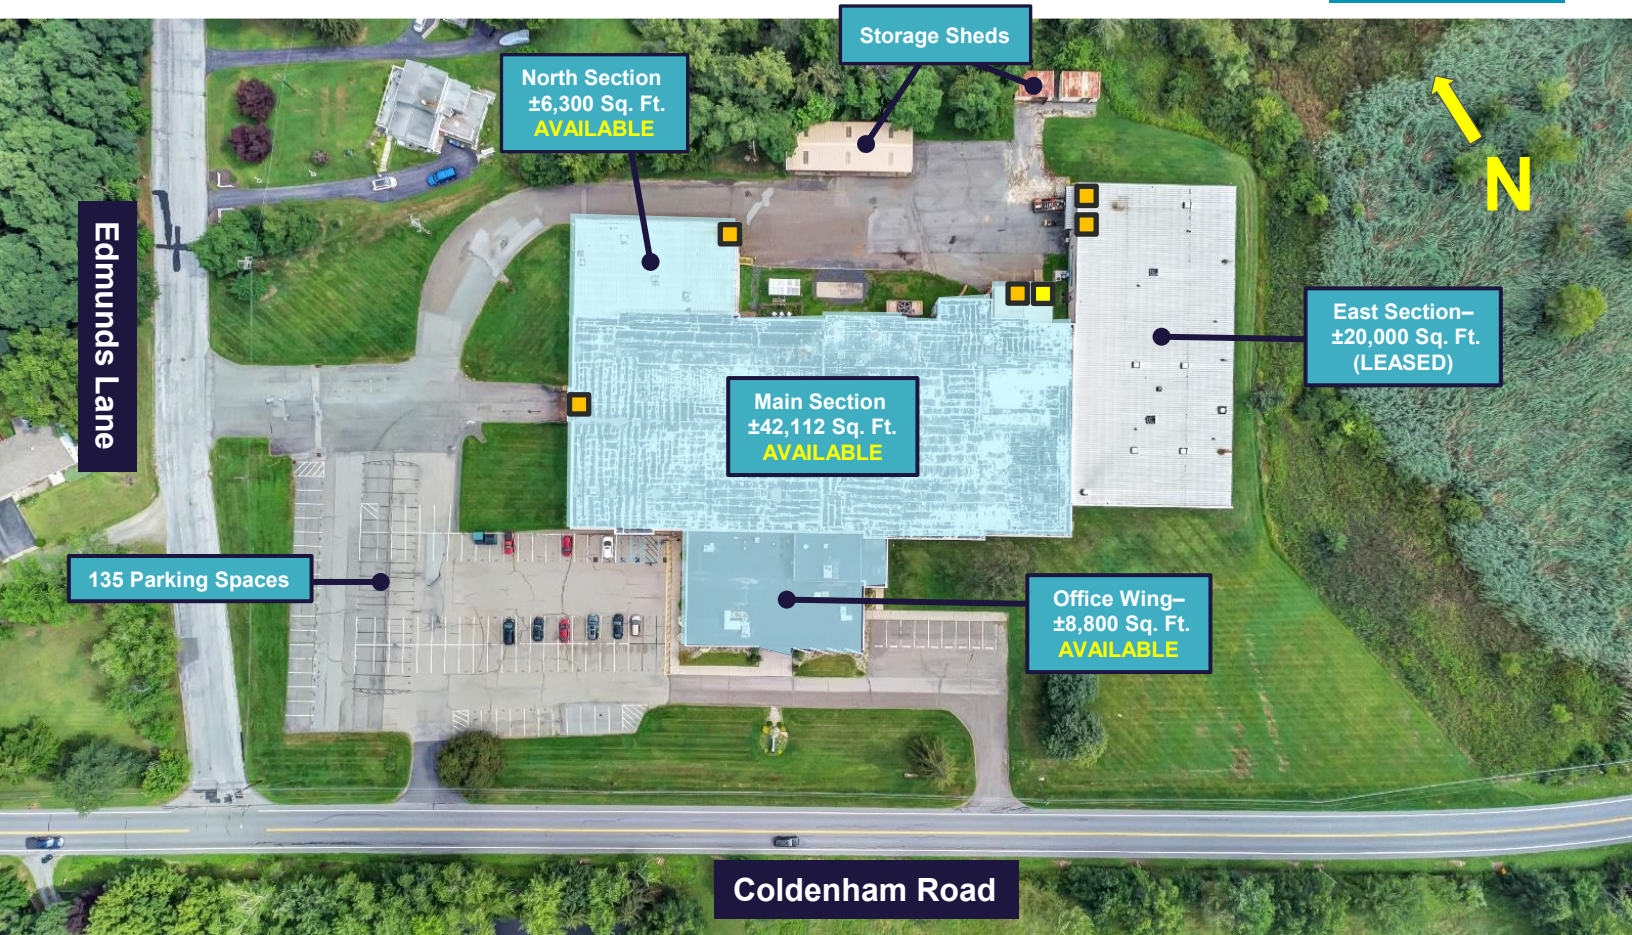 Storage Sheds
North Section
±6,300 Sq. Ft.
AVAILABLE
N
Edmunds Lane
East Section–
±20,000 Sq. Ft.
(LEASED)
Main Section
±42,112 Sq. Ft.
AVAILABLE
135 Parking Spaces
Office Wing–
±8,800 Sq. Ft.
AVAILABLE
Coldenham Road